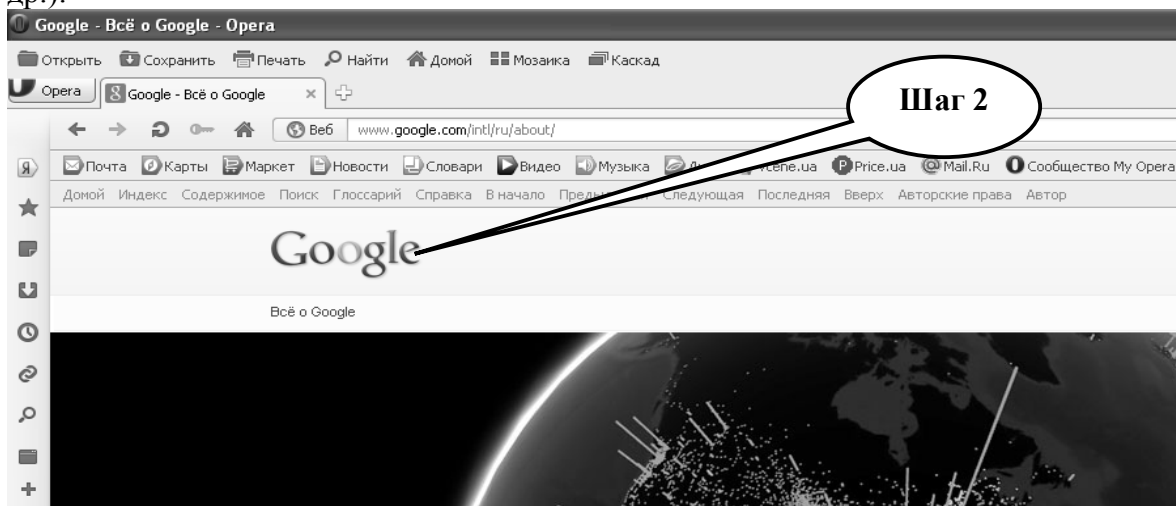 др.).
Google - Всё о Google - Opera
Открыть Сохранить Печать Найти Домой Мозаика Каскад
Opera Google - Всё о Google
Шаг 2
Веб www.google.com/intl/ru/about/
Я Почта Карты Маркет Новости Словари Видео Музыка Price.ua @Mail.Ru Сообщество My Opera
Домой Индекс Содержимое Поиск Глоссарий Справка В начало Следующая Последняя Вверх Авторские права Автор
Google
Всё о Google